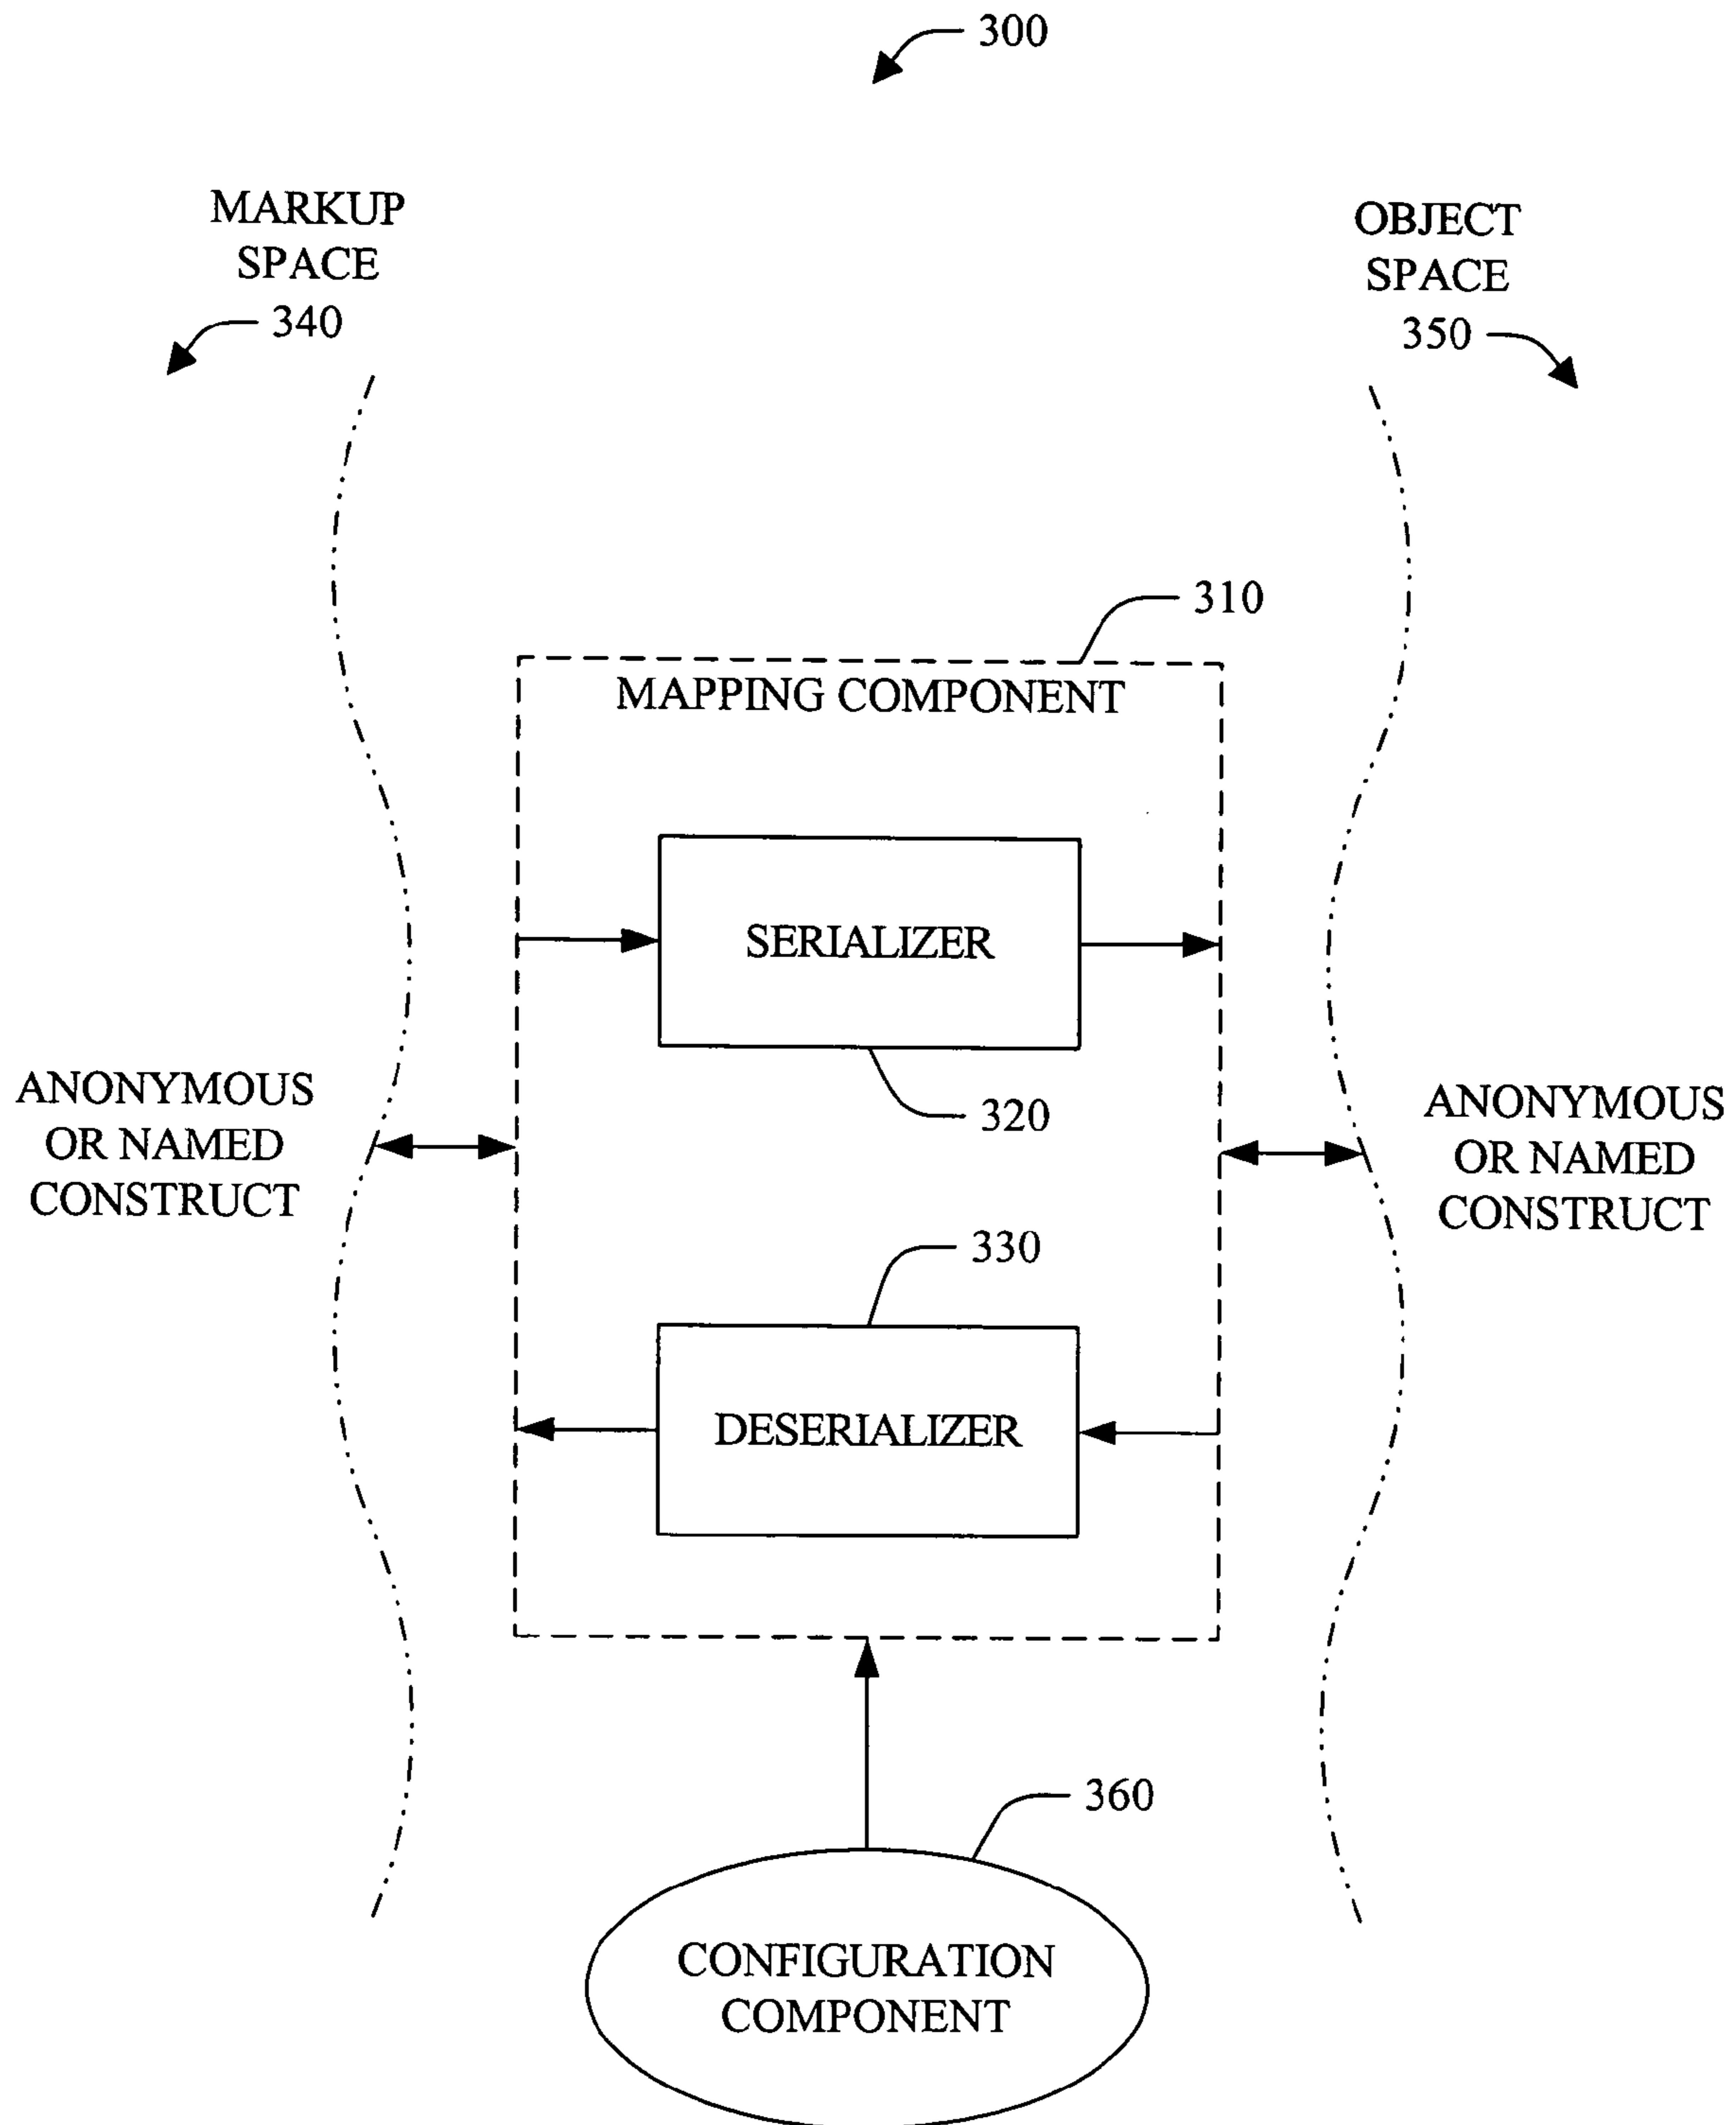 300
MARKUP
SPACE
340
OBJECT
SPACE
350
310
MAPPING COMPONENT
SERIALIZER
320
ANONYMOUS
OR NAMED
CONSTRUCT
ANONYMOUS
OR NAMED
CONSTRUCT
330
DESERIALIZER
360
CONFIGURATION
COMPONENT